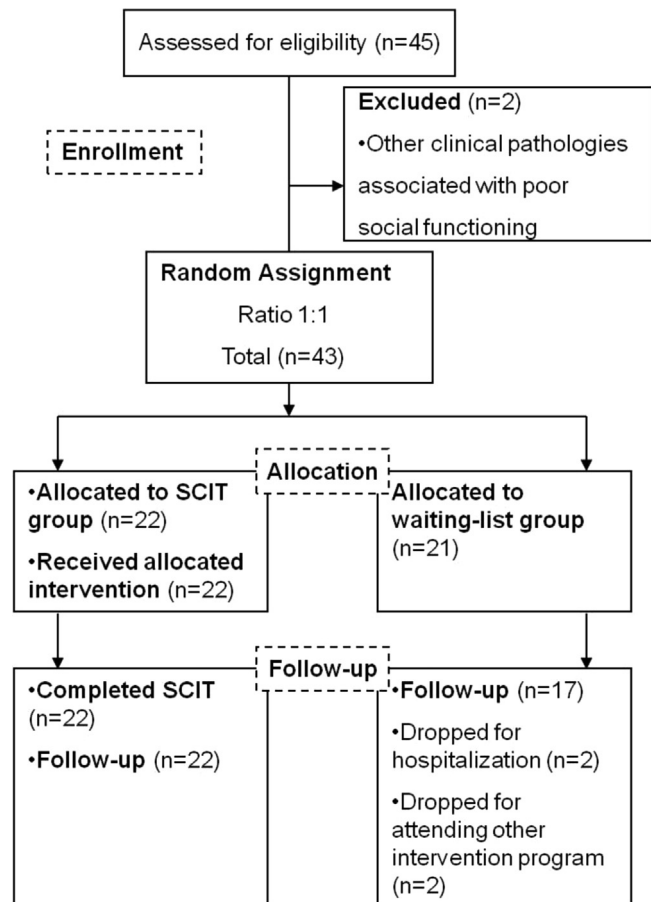 Assessed for eligibility (n=45)
Enrollment
Excluded (n=2)
•Other clinical pathologies
associated with poor
social functioning
Random Assignment
Ratio 1:1
Total (n=43)
Allocation
•Allocated to SCIT
group (n=22)
•Received allocated
intervention (n=22)
Allocated to
waiting-list group
(n=21)
Follow-up
•Completed SCIT
(n=22)
•Follow-up (n=22)
•Follow-up (n=17)
•Dropped for
hospitalization (n=2)
•Dropped for
attending other
intervention program
(n=2)